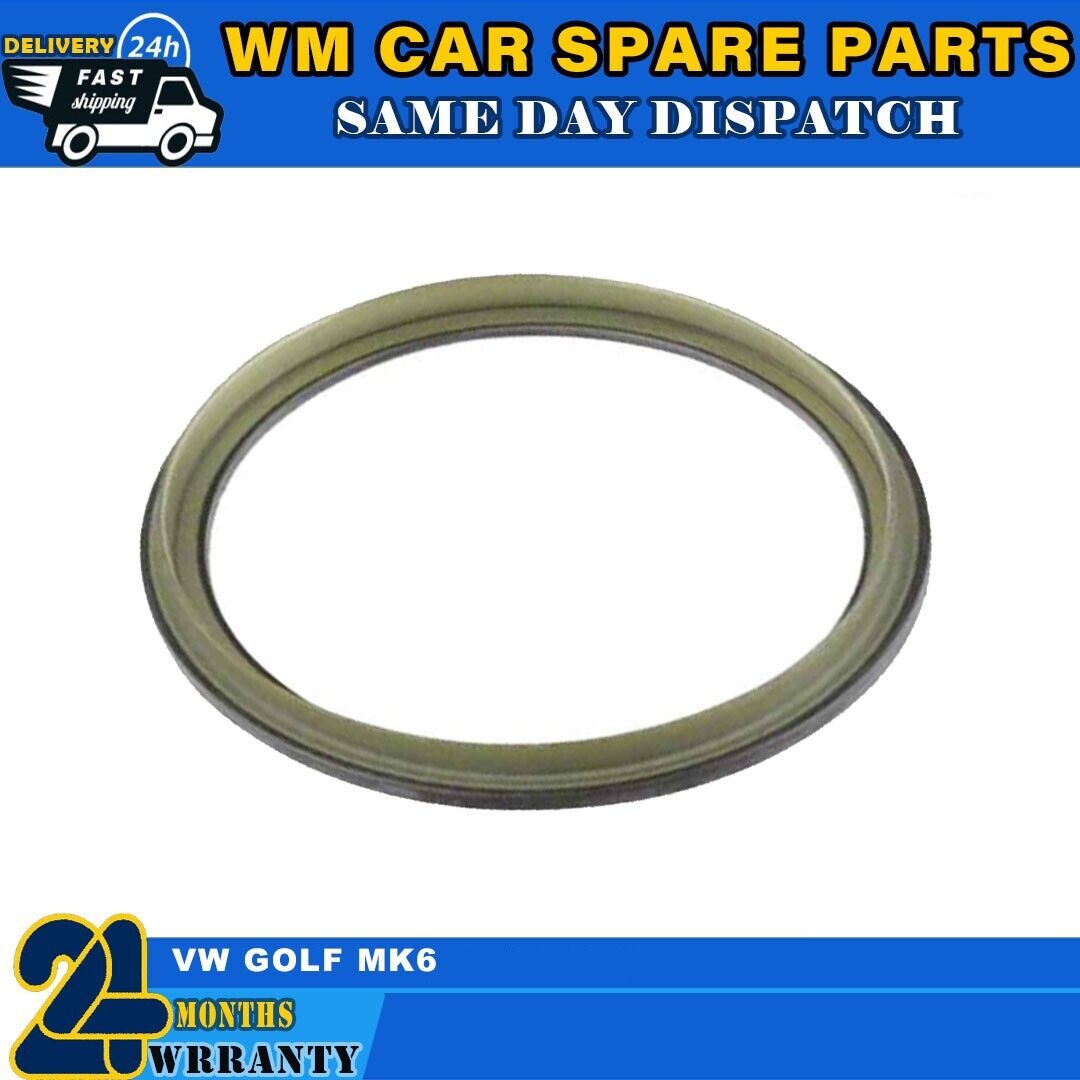 DELIVERY 24h
FAST
shipping
WM CAR SPARE PARTS
SAME DAY DISPATCH
VW GOLF MK6
24 MONTHS
WRRANTY